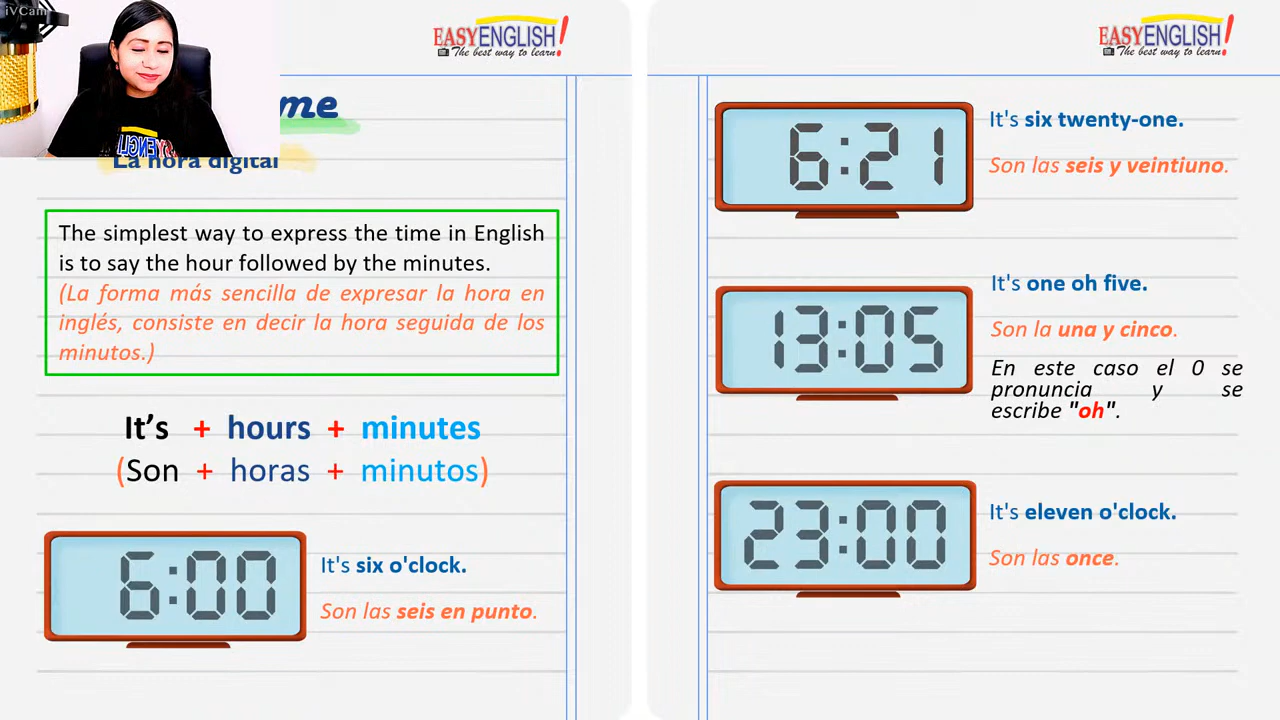 iVCam
EASYENGLISH!
The best way to learn!
EASYENGLISH!
The best way to learn!
ENGLISH
me
La hora digital
The simplest way to express the time in English
is to say the hour followed by the minutes.
(La forma más sencilla de expresar la hora en
inglés, consiste en decir la hora seguida de los
minutos.)
It’s + hours + minutes
(Son + horas + minutos)
6:00
It's six o'clock.
Son las seis en punto.
6:21
It's six twenty-one.
Son las seis y veintiuno.
13:05
It's one oh five.
Son la una y cinco.
En este caso el 0 se
pronuncia y se
escribe "oh".
23:00
It's eleven o'clock.
Son las once.